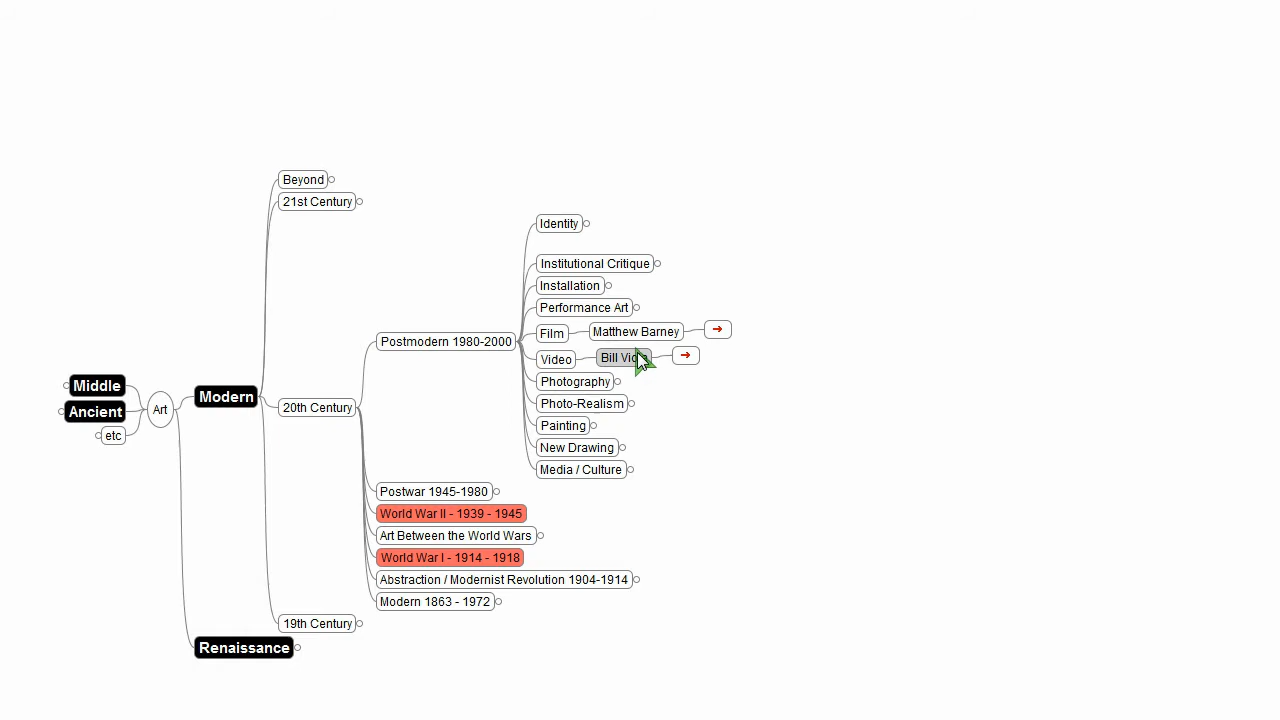 Beyond
21st Century
Identity
Institutional Critique
Installation
Performance Art
Film
Matthew Barney
Postmodern 1980-2000
Video
Bill
Photography
Photo-Realism
Painting
New Drawing
Media / Culture
Middle
Ancient
etc
Art
Modern
20th Century
Postwar 1945-1980
World War II - 1939 - 1945
Art Between the World Wars
World War I - 1914 - 1918
Abstraction / Modernist Revolution 1904-1914
Modern 1863 - 1972
19th Century
Renaissance